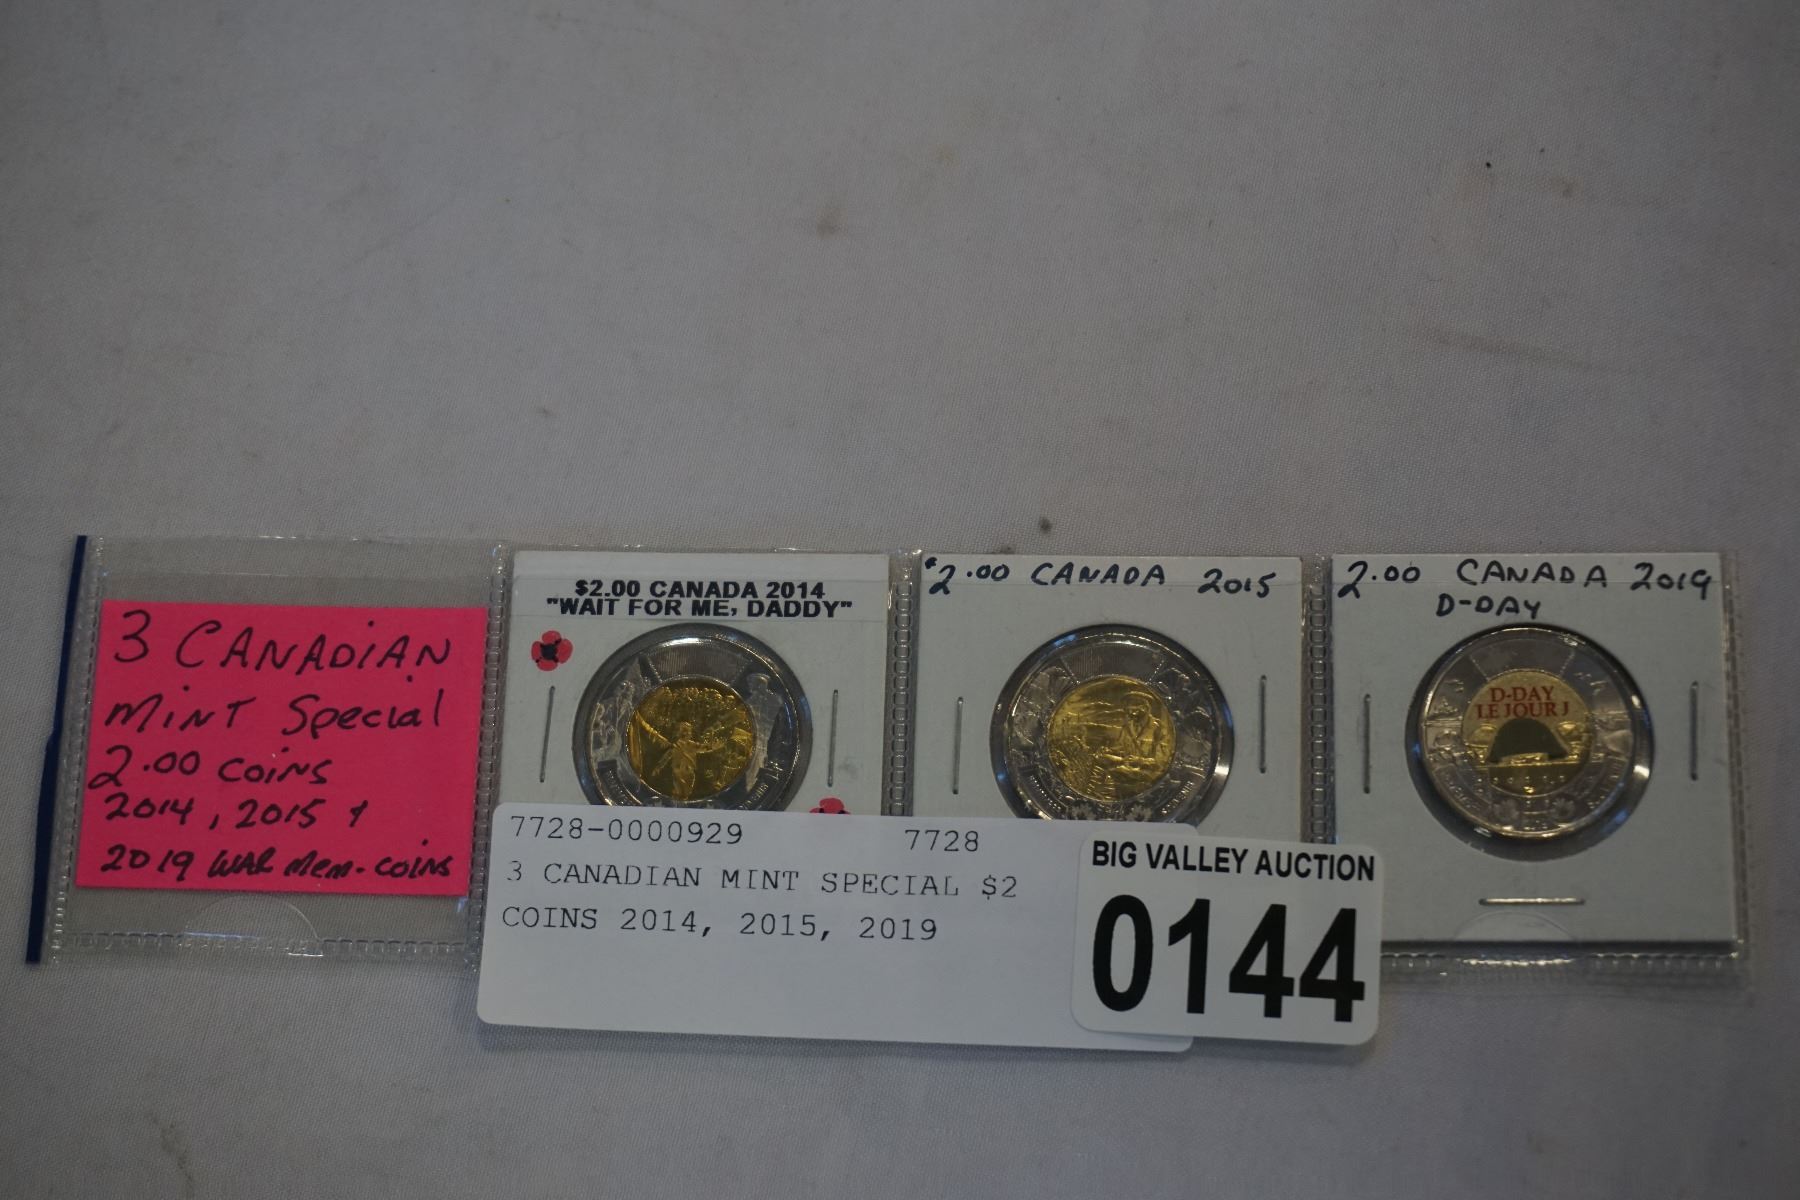 3 CANADIAN
MINT Special
2.00 COINS
2014, 2015 &
2019 WAR Mem. COINS
$2.00 CANADA 2014
"WAIT FOR ME, DADDY"
$2.00 CANADA 2015
2.00 CANADA 2019
D-DAY
D-DAY
LE JOUR J
7728-0000929 7728
3 CANADIAN MINT SPECIAL $2
COINS 2014, 2015, 2019
BIG VALLEY AUCTION
0144